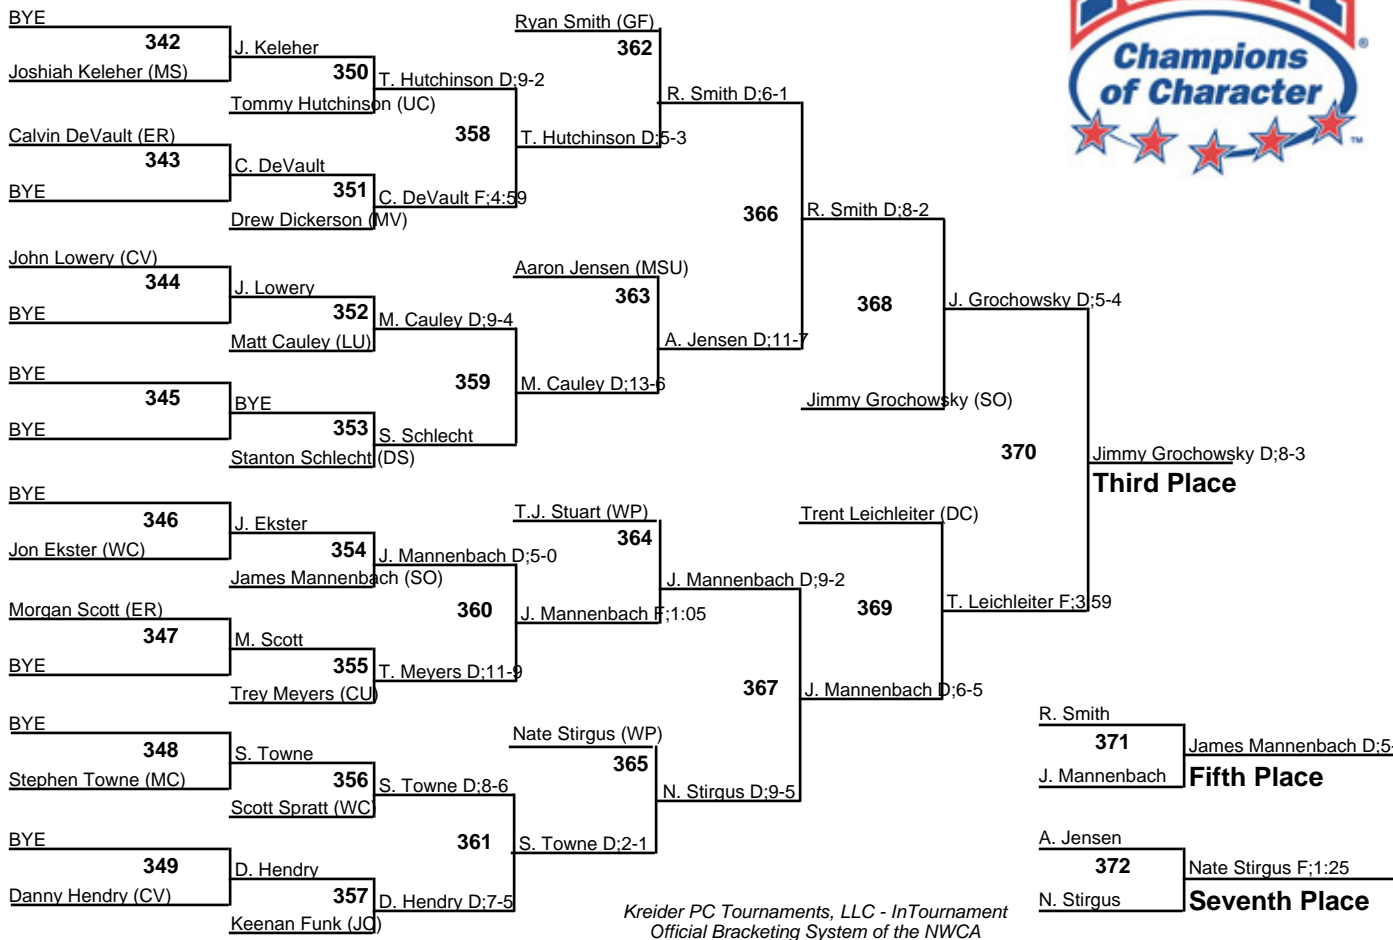 BYE
342
Joshiah Keleher (MS)
J. Keleher
350
Tommy Hutchinson (UC)
T. Hutchinson D;9-2
Calvin DeVault (ER)
343
BYE
C. DeVault
351
Drew Dickerson (MV)
C. DeVault F;4:59
358
T. Hutchinson D;5-3
Ryan Smith (GF)
362
R. Smith D;6-1
John Lowery (CV)
344
BYE
J. Lowery
352
Matt Cauley (LU)
M. Cauley D;9-4
BYE
345
BYE
BYE
353
Stanton Schlecht (DS)
S. Schlecht
359
M. Cauley D;13-6
Aaron Jensen (MSU)
363
A. Jensen D;11-7
366
R. Smith D;8-2
368
Jimmy Grochowsky (SO)
J. Grochowsky D;5-4
BYE
346
Jon Ekster (WC)
J. Ekster
354
James Mannenbach (SO)
J. Mannenbach D;5-0
Morgan Scott (ER)
347
BYE
M. Scott
355
Trey Meyers (CU)
T. Meyers D;11-9
360
J. Mannenbach F;1:05
T.J. Stuart (WP)
364
J. Mannenbach D;9-2
BYE
348
Stephen Towne (MC)
S. Towne
356
Scott Spratt (WC)
S. Towne D;8-6
BYE
349
Danny Hendry (CV)
D. Hendry
357
Keenan Funk (JC)
D. Hendry D;7-5
361
S. Towne D;2-1
Nate Stirgus (WP)
365
N. Stirgus D;9-5
367
J. Mannenbach D;6-5
Trent Leichleiter (DC)
369
T. Leichleiter F;3:59
370
Jimmy Grochowsky D;8-3
Third Place
R. Smith
371
J. Mannenbach
James Mannenbach D;5-
Fifth Place
A. Jensen
372
N. Stirgus
Nate Stirgus F;1:25
Seventh Place
Champions
of Character
®
™
Kreider PC Tournaments, LLC - InTournament
Official Bracketing System of the NWCA